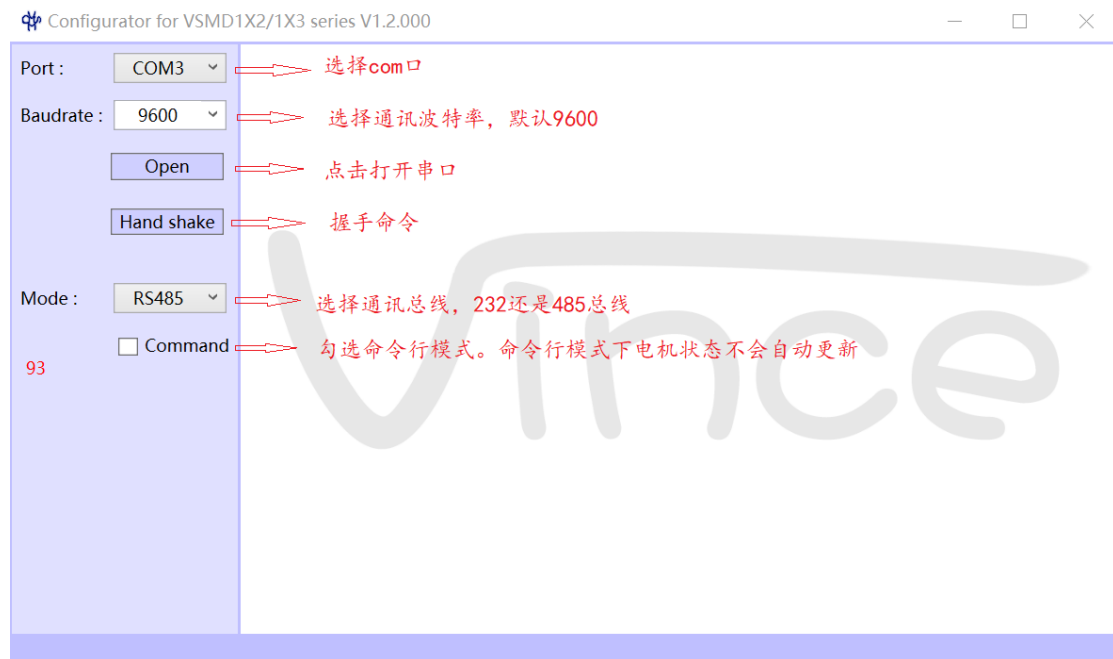 Configurator for VSMD1X2/1X3 series V1.2.000
Port : COM3 选择com口
Baudrate : 9600 选择通讯波特率，默认9600
Open 点击打开串口
Hand shake 握手命令
Mode : RS485 选择通讯总线，232还是485总线
Command 勾选命令行模式。命令行模式下电机状态不会自动更新
93
Vince